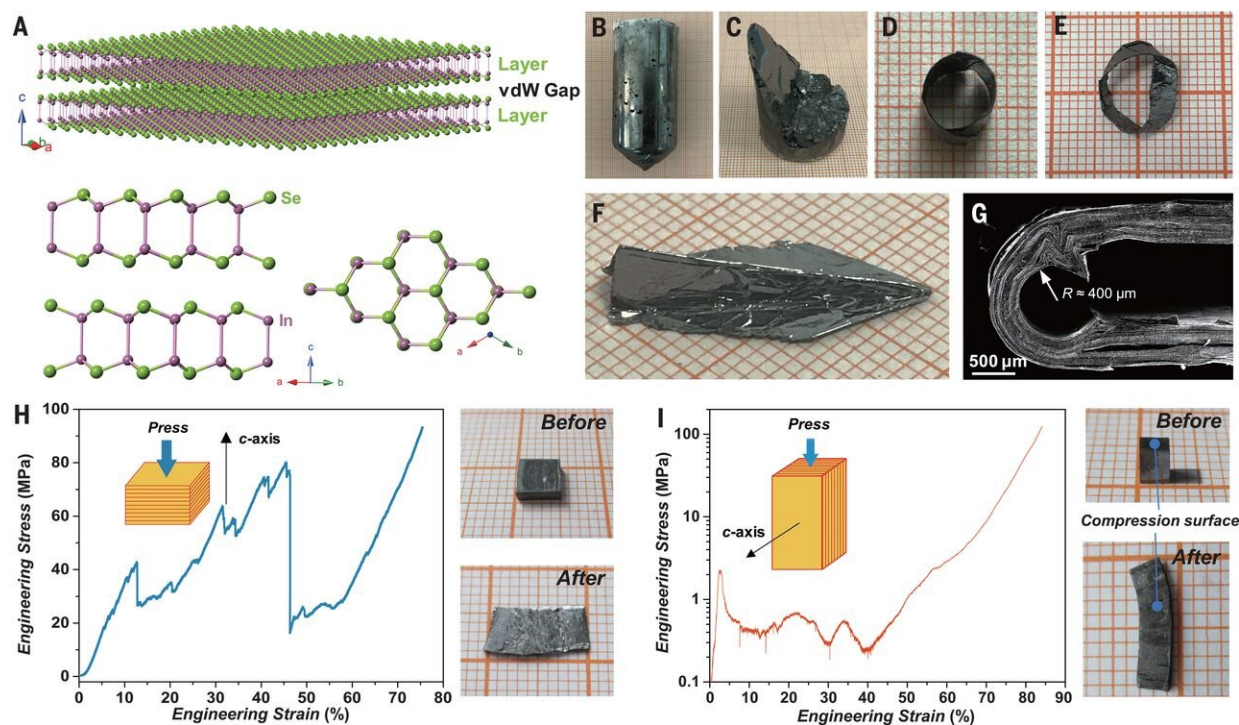 A
Layer
vdW Gap
Layer
c
b
a
Se
In
c
a
b
a
b
B
C
D
E
F
G
R ≈ 400 μm
500 μm
H
Press
c-axis
Engineering Stress (MPa)
100
80
60
40
20
0
0 10 20 30 40 50 60 70 80
Engineering Strain (%)
Before
After
I
Press
c-axis
Engineering Stress (MPa)
100
10
1
0.1
0 10 20 30 40 50 60 70 80 90
Engineering Strain (%)
Before
Compression surface
After